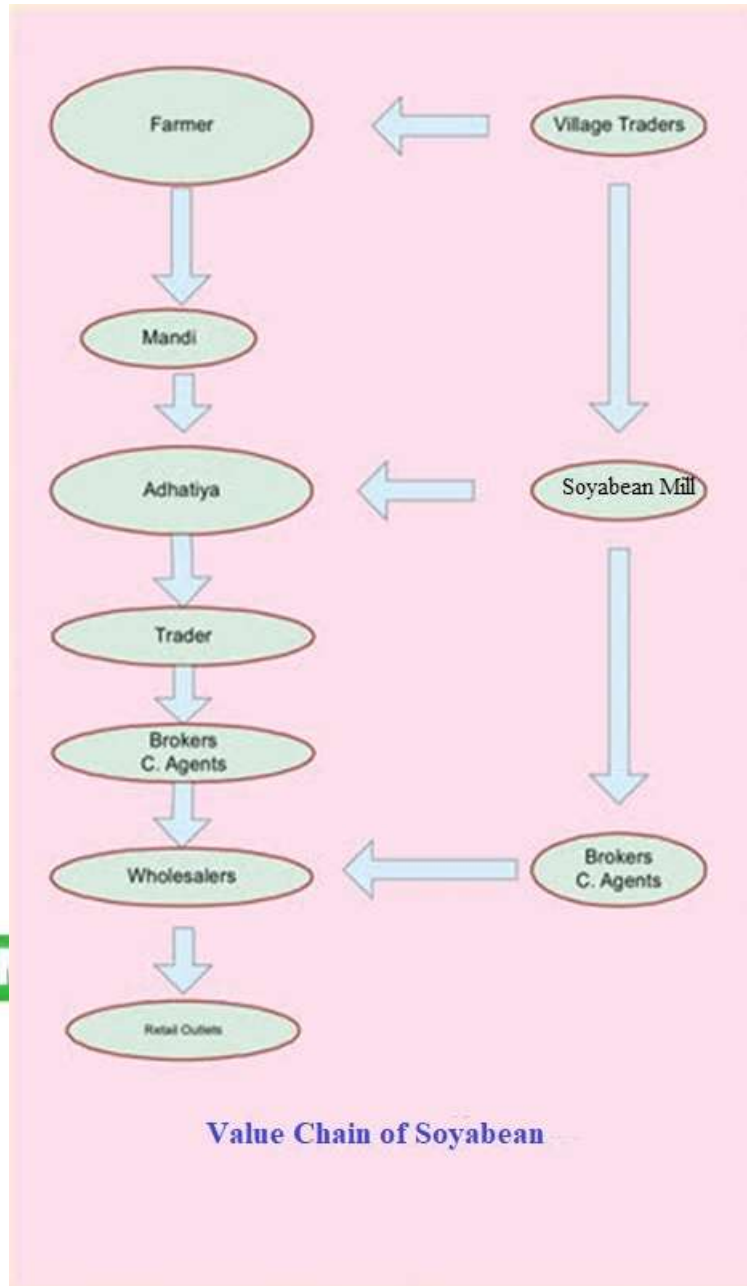 Farmer
Village Traders
Mandi
Adhatiya
Soyabean Mill
Trader
Brokers
C. Agents
Wholesalers
Brokers
C. Agents
Retail Outlets
Value Chain of Soyabean